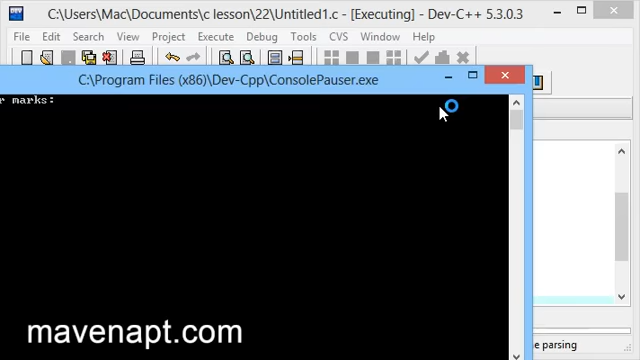 C:\Users\Mac\Documents\c lesson\22\Untitled1.c - [Executing] - Dev-C++ 5.3.0.3
File Edit Search View Project Execute Debug Tools CVS Window Help
C:\Program Files (x86)\Dev-Cpp\ConsolePauser.exe
r marks:
mavenapt.com
e parsing